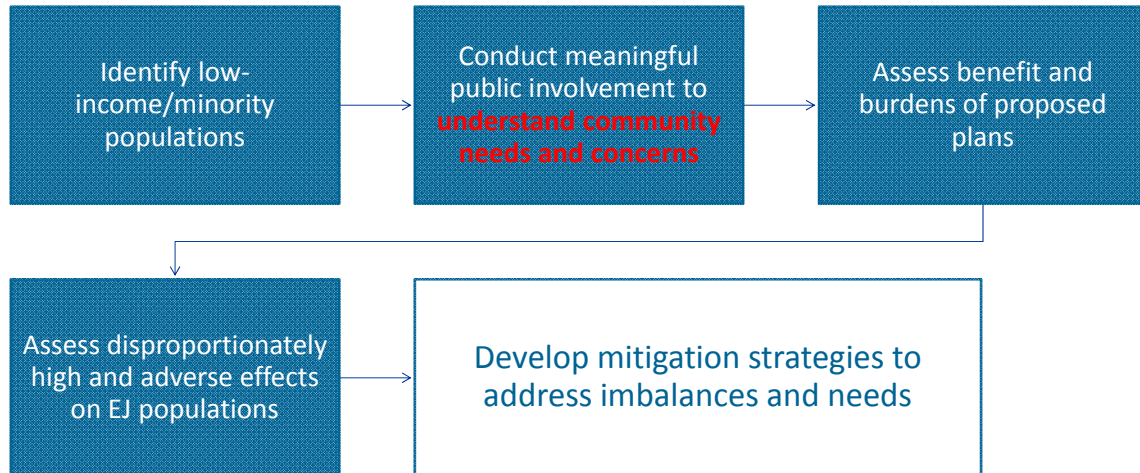 Identify low-
income/minority
populations
Conduct meaningful
public involvement to
understand community
needs and concerns
Assess benefit and
burdens of proposed
plans
Assess disproportionately
high and adverse effects
on EJ populations
Develop mitigation strategies to
address imbalances and needs